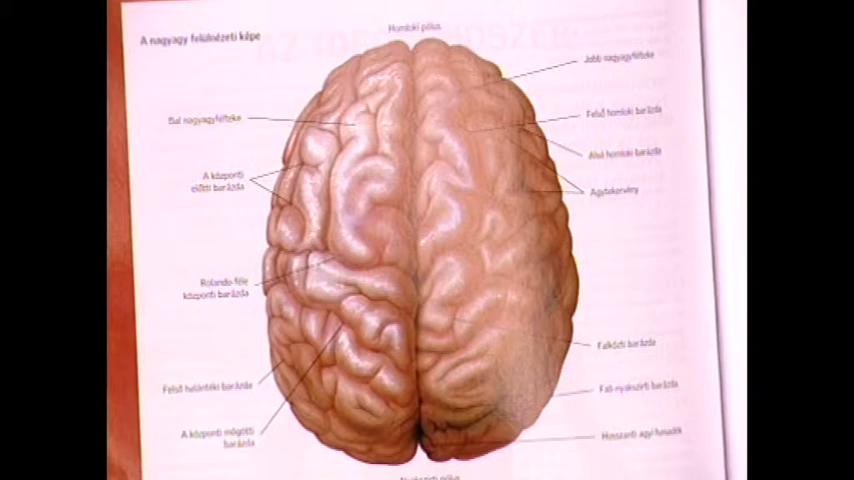 Homloki pólus
A nagyagy felülnézeti képe
Jobb nagyagyfélteke
Bal nagyagyfélteke
Felső homloki barázda
Alsó homloki barázda
A központi
előtti barázda
Agytekervény
Rolando-féle
központi barázda
Falközti barázda
Felső halántéki barázda
Fali-nyakszirti barázda
A központi mögötti
barázda
Hosszanti agyi hasadék